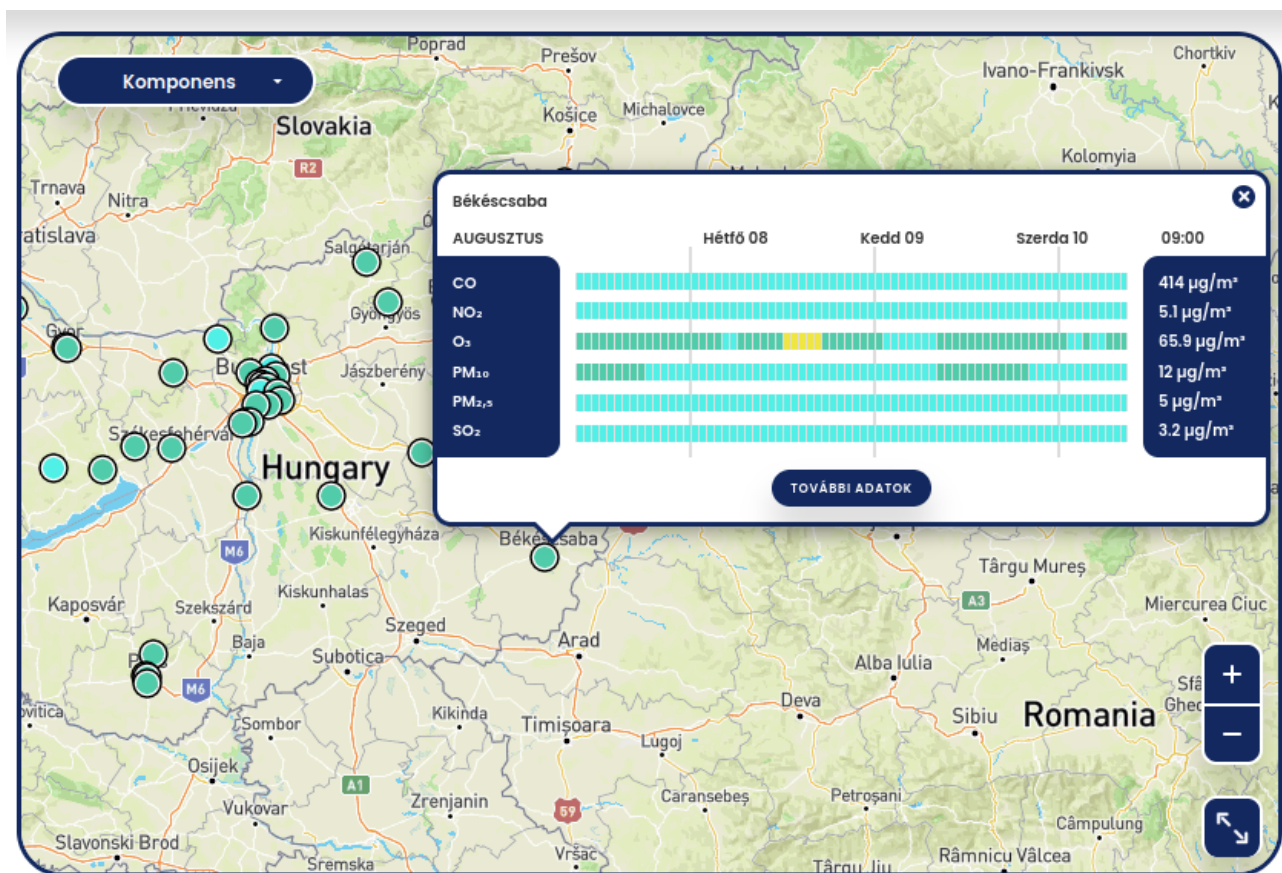 Poprad
Prešov
Chortkiv
Komponens
Ivano-Frankivsk
Košice
Michalovce
Slovakia
Kolomyia
R2
Trnava
Nitra
Békéscsaba
atislava
Salgótarján
AUGUSZTUS
Hétfő 08
Kedd 09
Szerda 10
09:00
CO
414 µg/m³
Gyöngyös
NO₂
5.1 µg/m³
Gyor
O₃
65.9 µg/m³
Jászberény
PM₁₀
12 µg/m³
PM₂,₅
5 µg/m³
Székesfehérvár
SO₂
3.2 µg/m³
Hungary
TOVÁBBI ADATOK
Kiskunfélegyháza
Békéscsaba
M6
Târgu Mureș
Kiskunhalas
A3
Kaposvár
Szekszárd
Miercurea Ciuc
Szeged
Baja
Arad
Mediaș
Subotica
Alba Iulia
M6
Deva
Sfâ
Gheo
ovitica
Sombor
Kikinda
Timișoara
Sibiu
Romania
Lugoj
Osijek
A1
Zrenjanin
Caransebeș
Petroșani
Vukovar
59
Câmpulung
Slavonski Brod
Vršac
Râmnicu Vâlcea
Sremska
Târgu Jiu